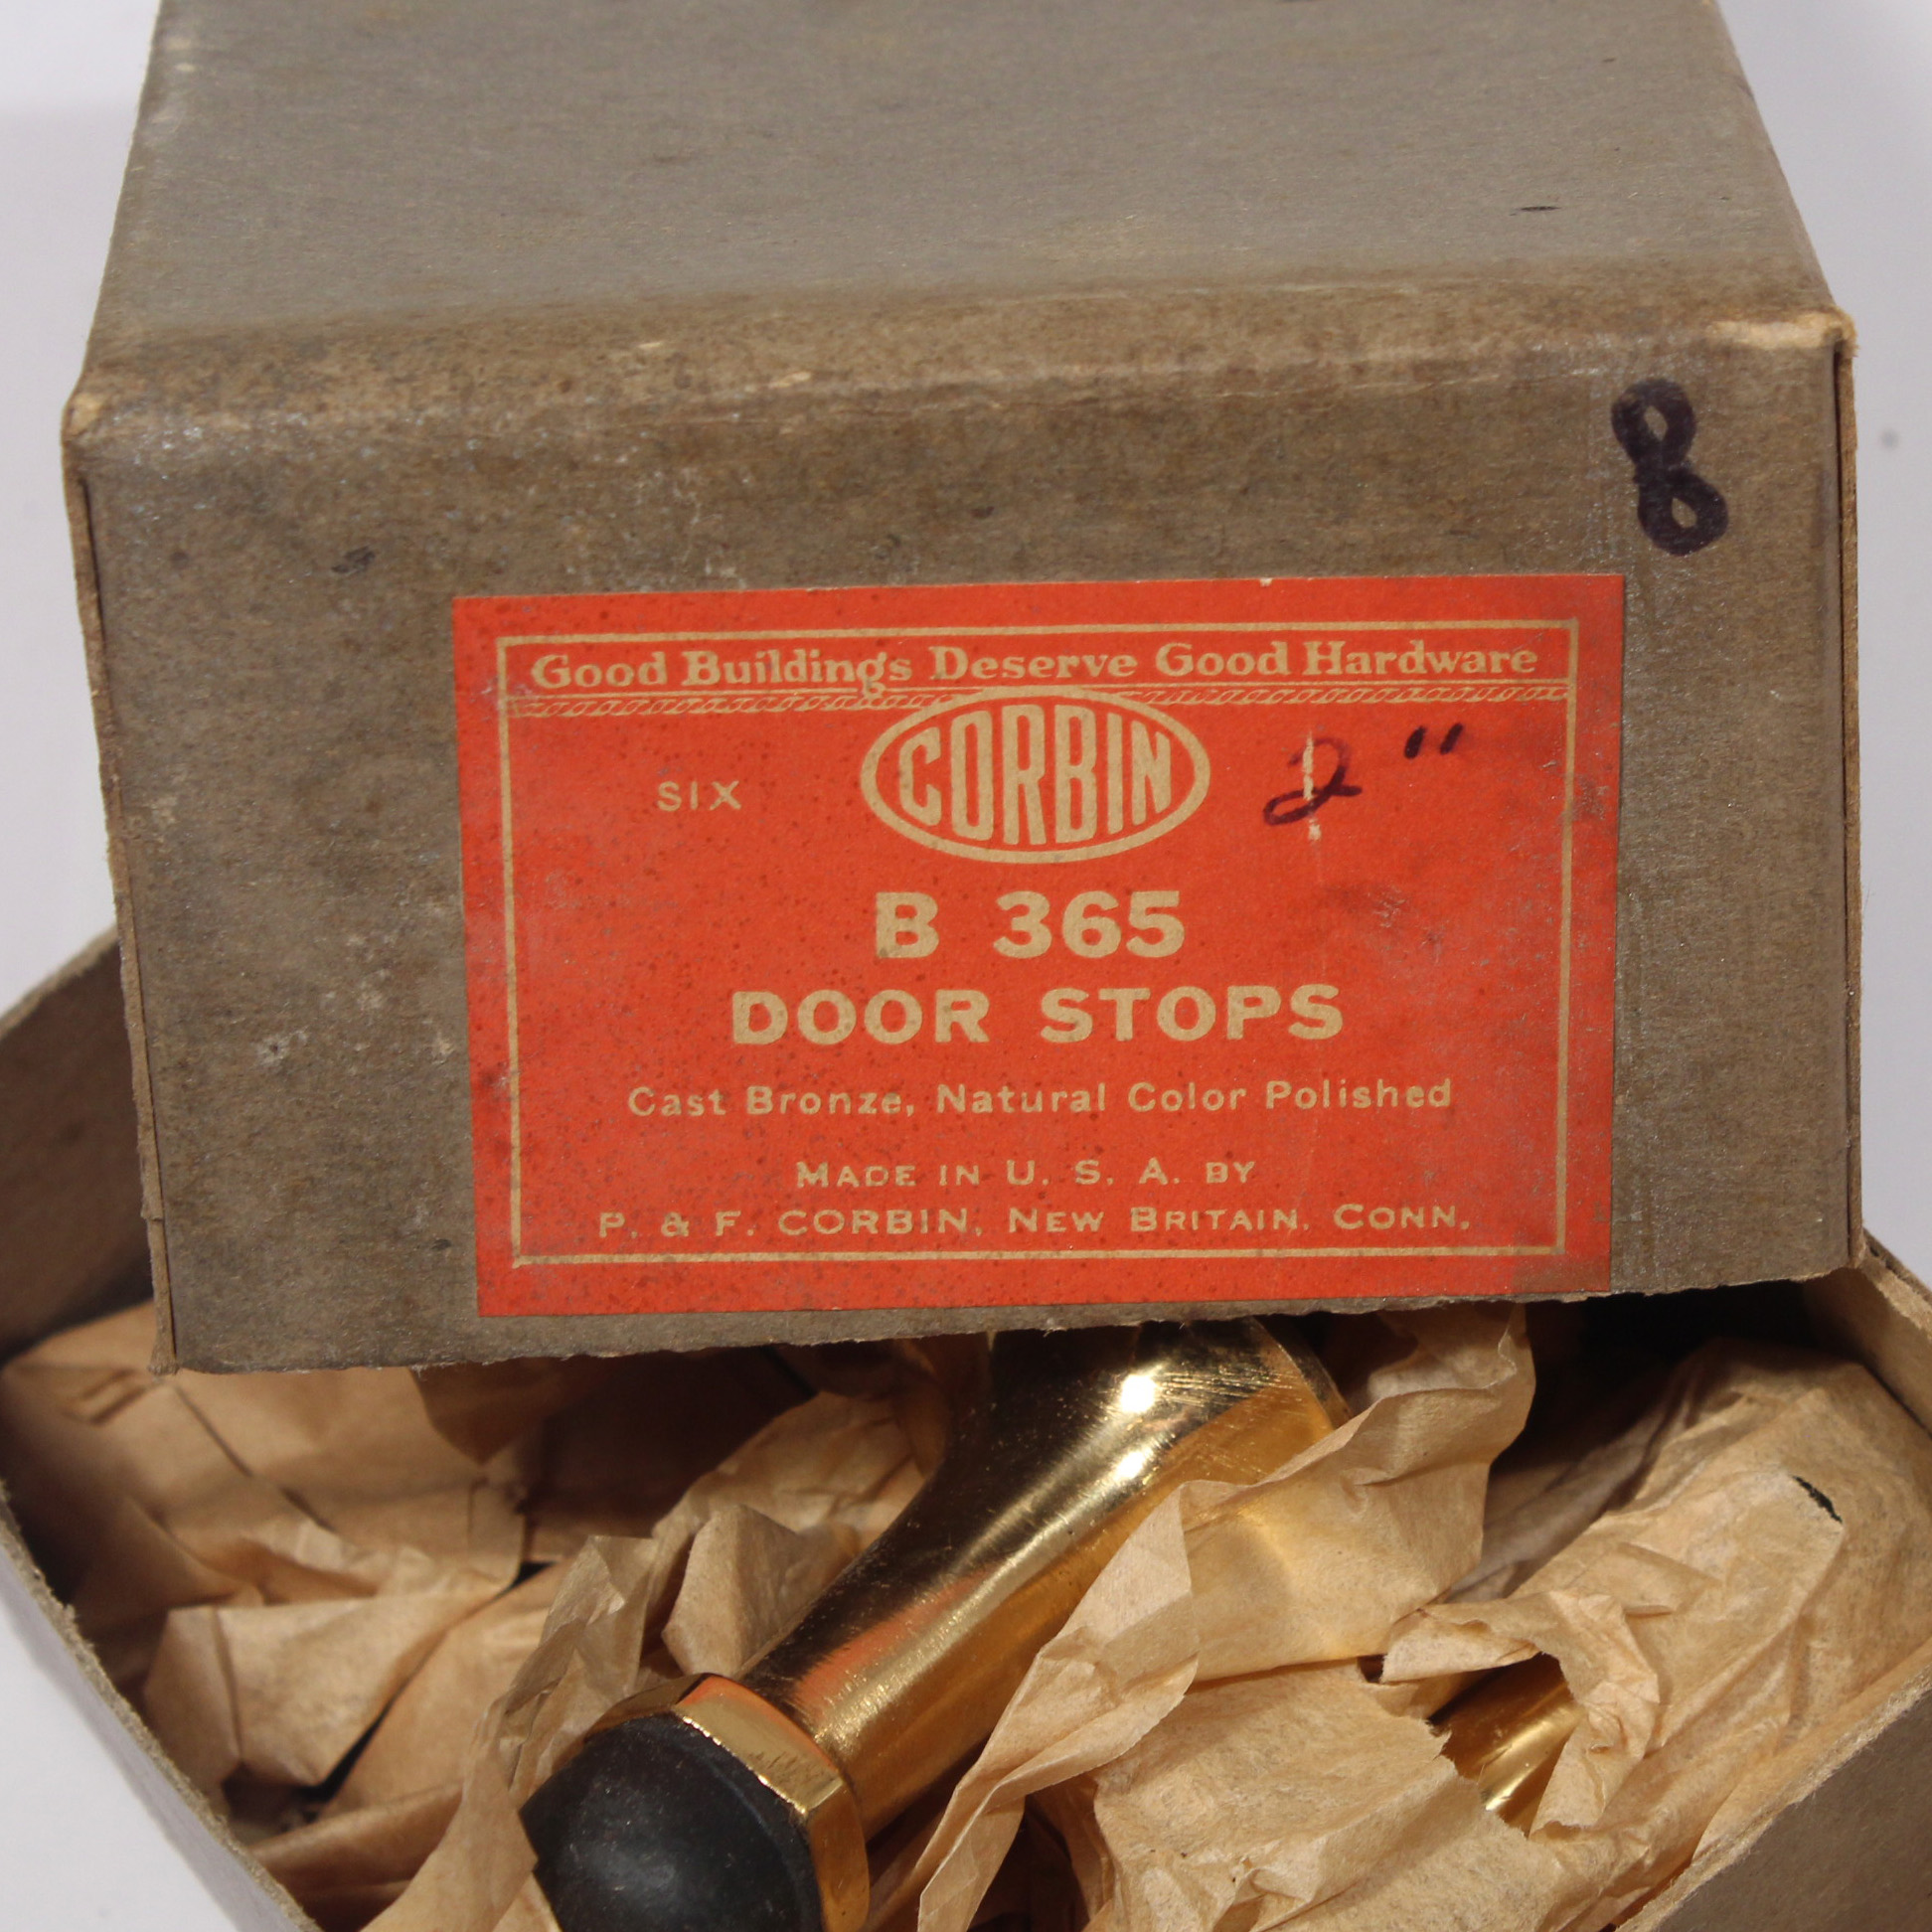 8
Good Buildings Deserve Good Hardware
SIX CORBIN 2"
B 365
DOOR STOPS
Cast Bronze, Natural Color Polished
MADE IN U. S. A. BY
P. & F. CORBIN, NEW BRITAIN, CONN.